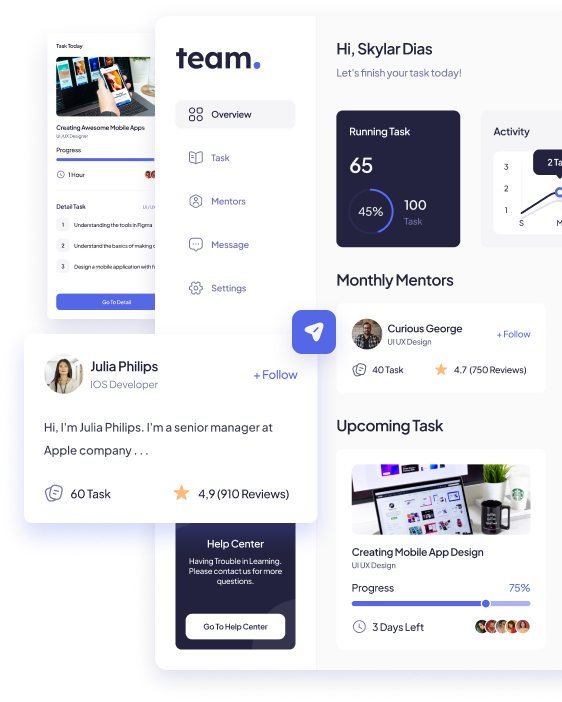 Task Today
Creating Awesome Mobile Apps
UI UX Designer
Progress
1 Hour
Detail Task
UI UX
1 Understanding the tools in Figma
2 Understand the basics of making
3 Design a mobile application with
Go To Detail
team.
Overview
Task
Mentors
Message
Settings
Julia Philips
IOS Developer
+ Follow
Hi, I'm Julia Philips. I'm a senior manager at
Apple company . . .
60 Task
4,9 (910 Reviews)
Help Center
Having Trouble in Learning.
Please contact us for more
questions.
Go To Help Center
Hi, Skylar Dias
Let's finish your task today!
Running Task
65
45%
100
Task
Activity
2 Ta
3
2
1
S
M
Monthly Mentors
Curious George
UI UX Design
+ Follow
40 Task
4,7 (750 Reviews)
Upcoming Task
Creating Mobile App Design
UI UX Design
Progress
75%
3 Days Left